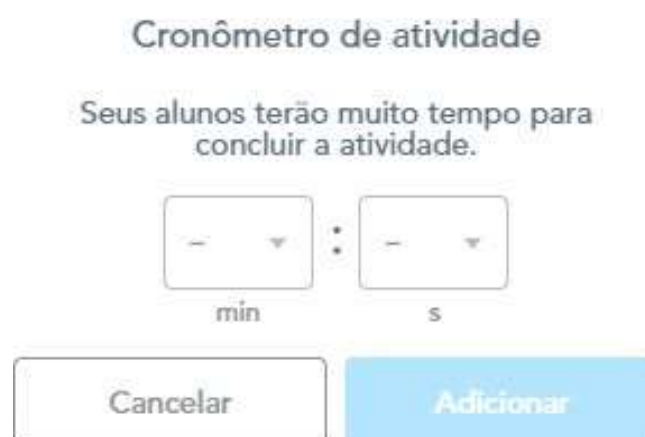 Cronômetro de atividade
Seus alunos terão muito tempo para
concluir a atividade.
– : –
min s
Cancelar Adicionar